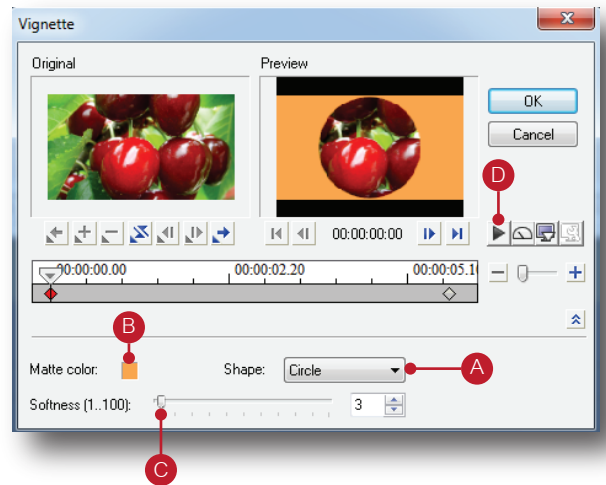 Vignette
Original
Preview
OK
Cancel
D
00:00:00:00
00:00:00.00 00:00:02.20 00:00:05.1
B
Matte color:
Shape: Circle
A
Softness (1..100): 3
C